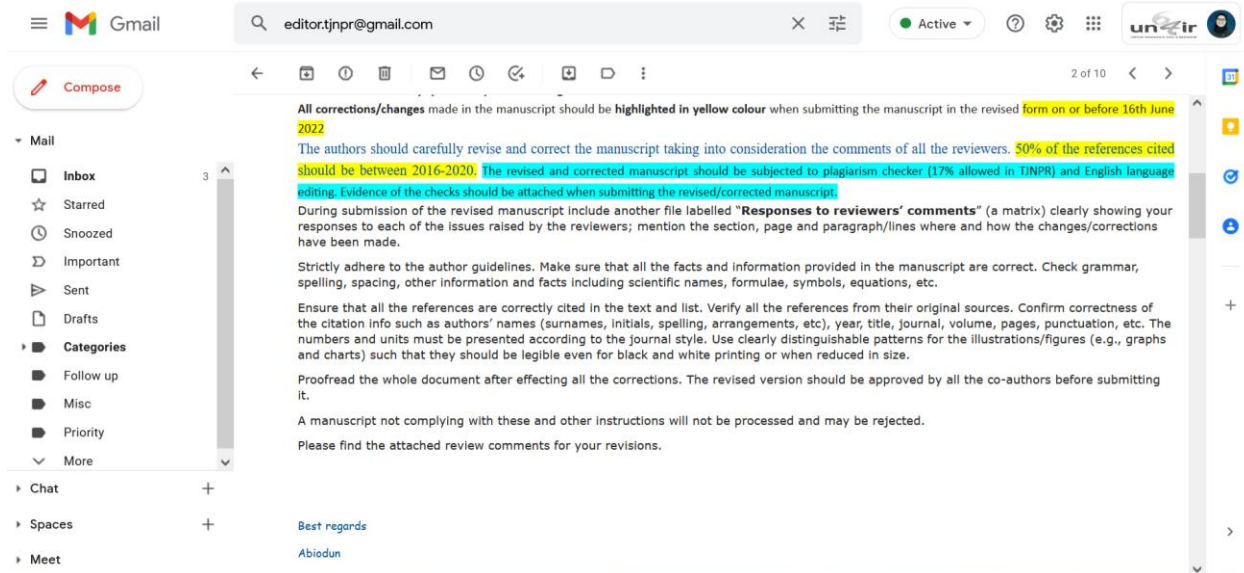 Gmail
editor.tjnpr@gmail.com
Active
Compose
2 of 10
Mail
Inbox 3
Starred
Snoozed
Important
Sent
Drafts
Categories
Follow up
Misc
Priority
More
Chat
Spaces
Meet
All corrections/changes made in the manuscript should be highlighted in yellow colour when submitting the manuscript in the revised form on or before 16th June
2022
The authors should carefully revise and correct the manuscript taking into consideration the comments of all the reviewers. 50% of the references cited
should be between 2016-2020. The revised and corrected manuscript should be subjected to plagiarism checker (17% allowed in TJNPR) and English language
editing. Evidence of the checks should be attached when submitting the revised/corrected manuscript.
During submission of the revised manuscript include another file labelled “Responses to reviewers’ comments” (a matrix) clearly showing your
responses to each of the issues raised by the reviewers; mention the section, page and paragraph/lines where and how the changes/corrections
have been made.
Strictly adhere to the author guidelines. Make sure that all the facts and information provided in the manuscript are correct. Check grammar,
spelling, spacing, other information and facts including scientific names, formulae, symbols, equations, etc.
Ensure that all the references are correctly cited in the text and list. Verify all the references from their original sources. Confirm correctness of
the citation info such as authors’ names (surnames, initials, spelling, arrangements, etc), year, title, journal, volume, pages, punctuation, etc. The
numbers and units must be presented according to the journal style. Use clearly distinguishable patterns for the illustrations/figures (e.g., graphs
and charts) such that they should be legible even for black and white printing or when reduced in size.
Proofread the whole document after effecting all the corrections. The revised version should be approved by all the co-authors before submitting
it.
A manuscript not complying with these and other instructions will not be processed and may be rejected.
Please find the attached review comments for your revisions.
Best regards
Abiodun
31